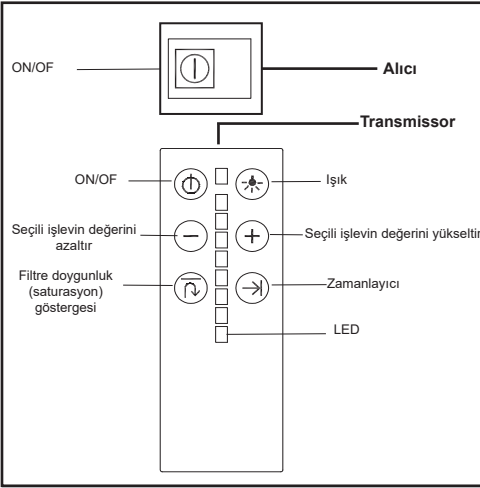 ON/OF
Alıcı
Transmissor
ON/OF
Işık
Seçili işlevin değerini
azaltır
Seçili işlevin değerini yükseltir
Filtre doygunluk
(saturasyon)
göstergesi
Zamanlayıcı
LED